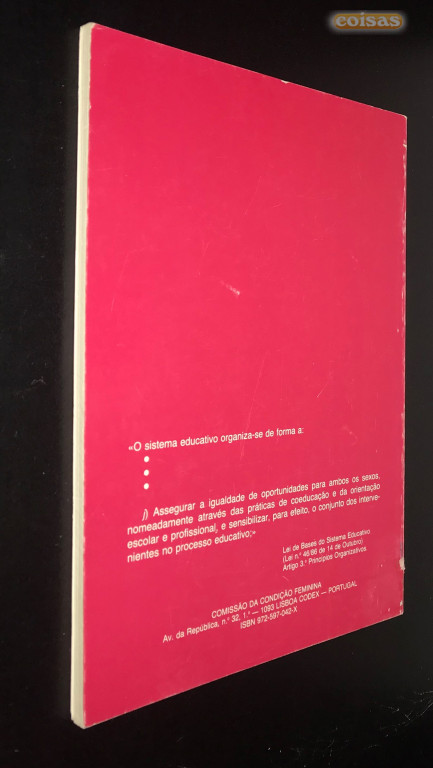 coisas
«O sistema educativo organiza-se de forma a:
•
•
•
j) Assegurar a igualdade de oportunidades para ambos os sexos,
nomeadamente através das práticas de coeducação e da orientação
escolar e profissional, e sensibilizar, para efeito, o conjunto dos interve-
nientes no processo educativo;»
Lei de Bases do Sistema Educativo
(Lei n.º 46/86 de 14 de Outubro)
Artigo 3.º Princípios Organizativos
COMISSÃO DA CONDIÇÃO FEMININA
Av. da República, n.º 32, 1.º — 1093 LISBOA CODEX — PORTUGAL
ISBN 972-597-042-X